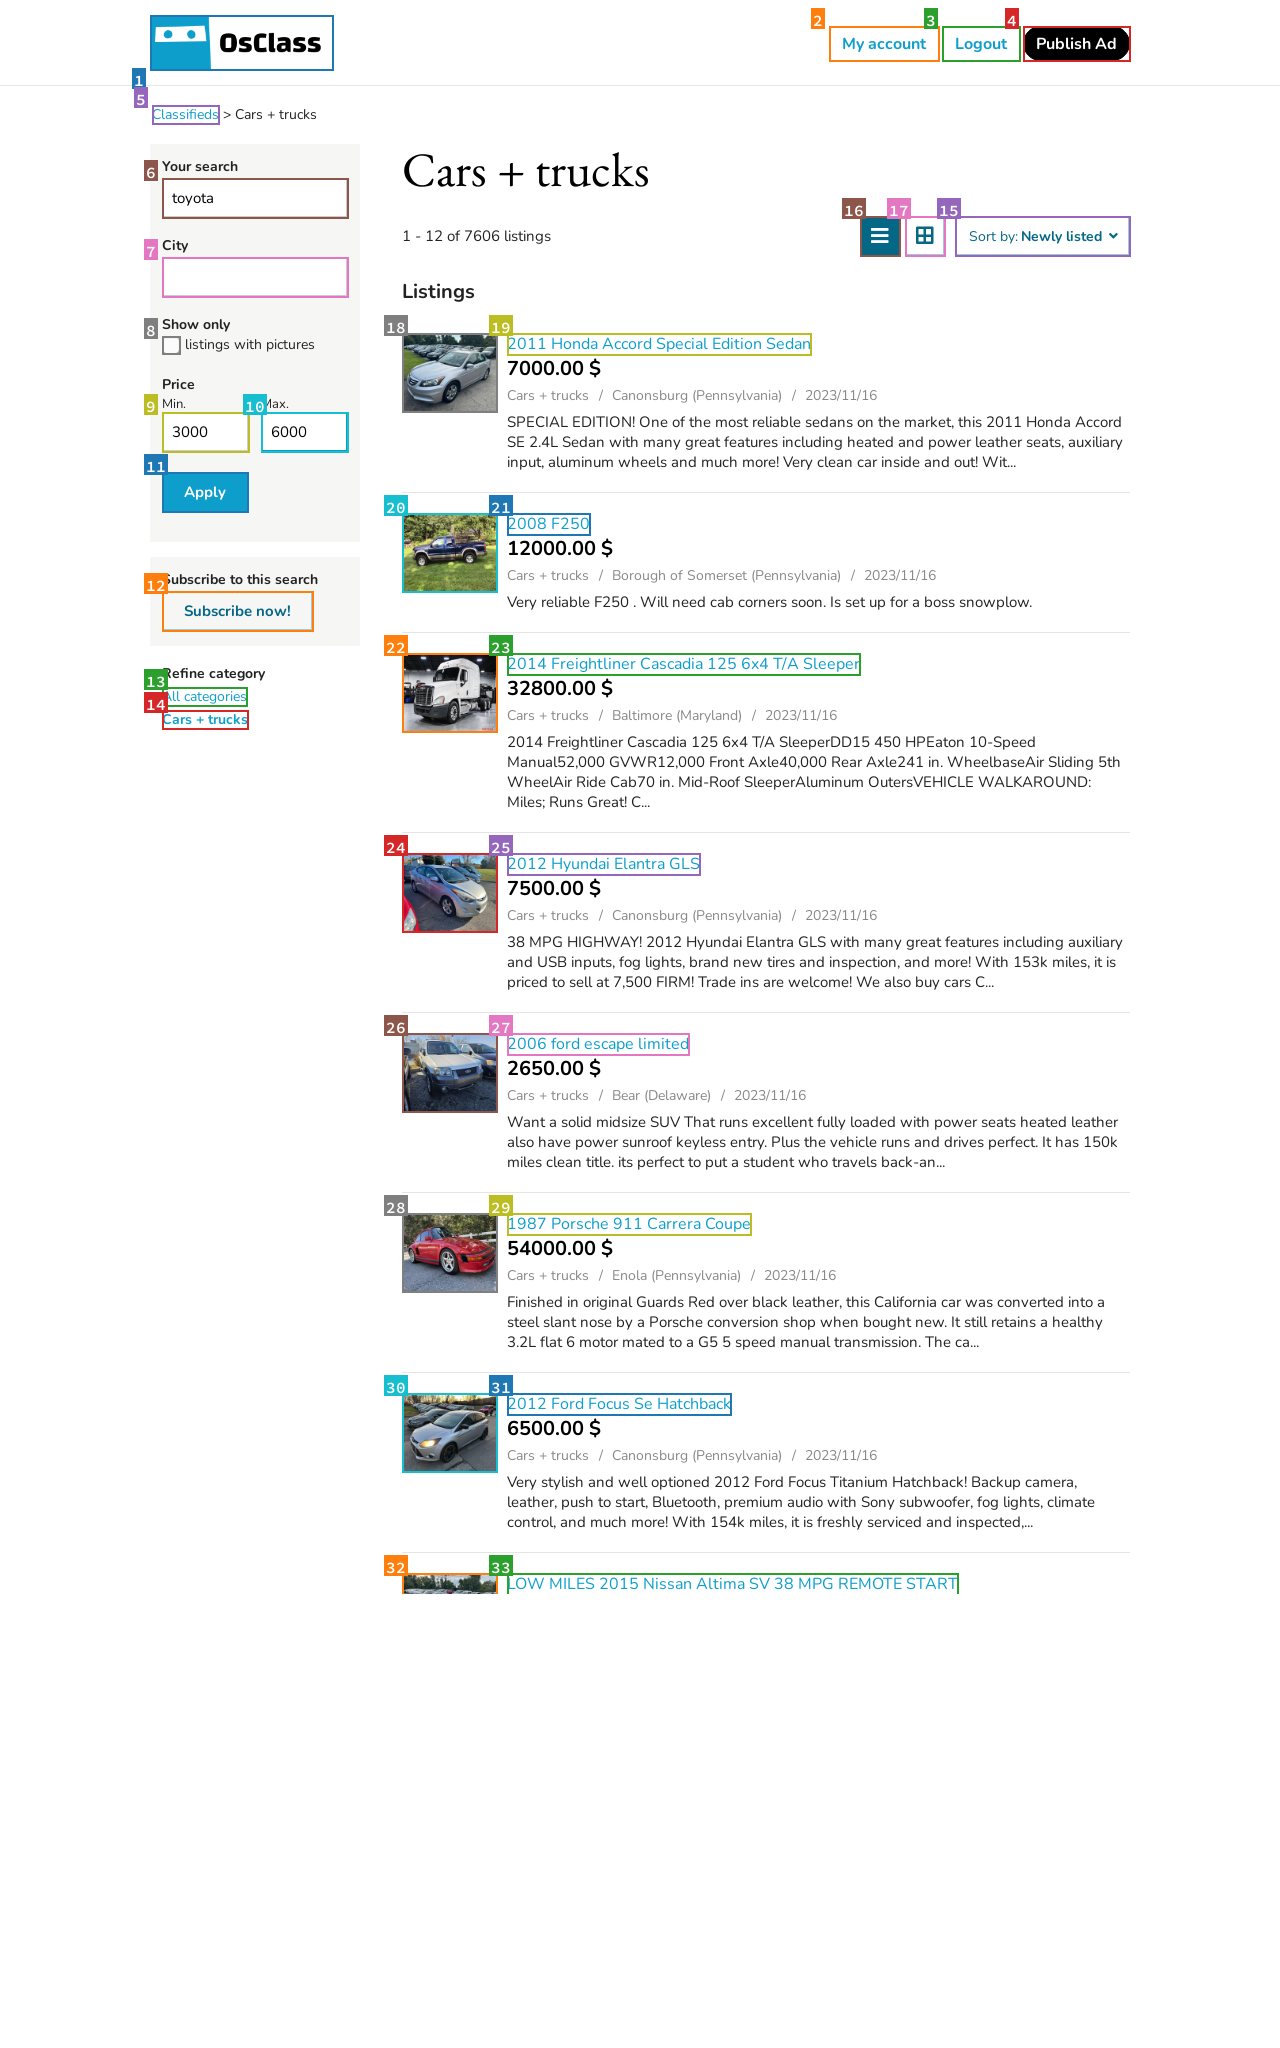 OsClass
2
My account
3
Logout
4
Publish Ad
1
5
Classifieds > Cars + trucks
6
Your search
toyota
7
City
8
Show only
listings with pictures
Price
9
Min.
10
Max.
3000
6000
11
Apply
12
Subscribe to this search
Subscribe now!
Refine category
13
All categories
14
Cars + trucks
Cars + trucks
1 - 12 of 7606 listings
16
17
15
Sort by: Newly listed
Listings
18
19
2011 Honda Accord Special Edition Sedan
7000.00 $
Cars + trucks / Canonsburg (Pennsylvania) / 2023/11/16
SPECIAL EDITION! One of the most reliable sedans on the market, this 2011 Honda Accord
SE 2.4L Sedan with many great features including heated and power leather seats, auxiliary
input, aluminum wheels and much more! Very clean car inside and out! Wit...
20
21
2008 F250
12000.00 $
Cars + trucks / Borough of Somerset (Pennsylvania) / 2023/11/16
Very reliable F250 . Will need cab corners soon. Is set up for a boss snowplow.
22
23
2014 Freightliner Cascadia 125 6x4 T/A Sleeper
32800.00 $
Cars + trucks / Baltimore (Maryland) / 2023/11/16
2014 Freightliner Cascadia 125 6x4 T/A SleeperDD15 450 HPEaton 10-Speed
Manual52,000 GVWR12,000 Front Axle40,000 Rear Axle241 in. WheelbaseAir Sliding 5th
WheelAir Ride Cab70 in. Mid-Roof SleeperAluminum OutersVEHICLE WALKAROUND:
Miles; Runs Great! C...
24
25
2012 Hyundai Elantra GLS
7500.00 $
Cars + trucks / Canonsburg (Pennsylvania) / 2023/11/16
38 MPG HIGHWAY! 2012 Hyundai Elantra GLS with many great features including auxiliary
and USB inputs, fog lights, brand new tires and inspection, and more! With 153k miles, it is
priced to sell at 7,500 FIRM! Trade ins are welcome! We also buy cars C...
26
27
2006 ford escape limited
2650.00 $
Cars + trucks / Bear (Delaware) / 2023/11/16
Want a solid midsize SUV That runs excellent fully loaded with power seats heated leather
also have power sunroof keyless entry. Plus the vehicle runs and drives perfect. It has 150k
miles clean title. its perfect to put a student who travels back-an...
28
29
1987 Porsche 911 Carrera Coupe
54000.00 $
Cars + trucks / Enola (Pennsylvania) / 2023/11/16
Finished in original Guards Red over black leather, this California car was converted into a
steel slant nose by a Porsche conversion shop when bought new. It still retains a healthy
3.2L flat 6 motor mated to a G5 5 speed manual transmission. The ca...
30
31
2012 Ford Focus Se Hatchback
6500.00 $
Cars + trucks / Canonsburg (Pennsylvania) / 2023/11/16
Very stylish and well optioned 2012 Ford Focus Titanium Hatchback! Backup camera,
leather, push to start, Bluetooth, premium audio with Sony subwoofer, fog lights, climate
control, and much more! With 154k miles, it is freshly serviced and inspected,...
32
33
LOW MILES 2015 Nissan Altima SV 38 MPG REMOTE START